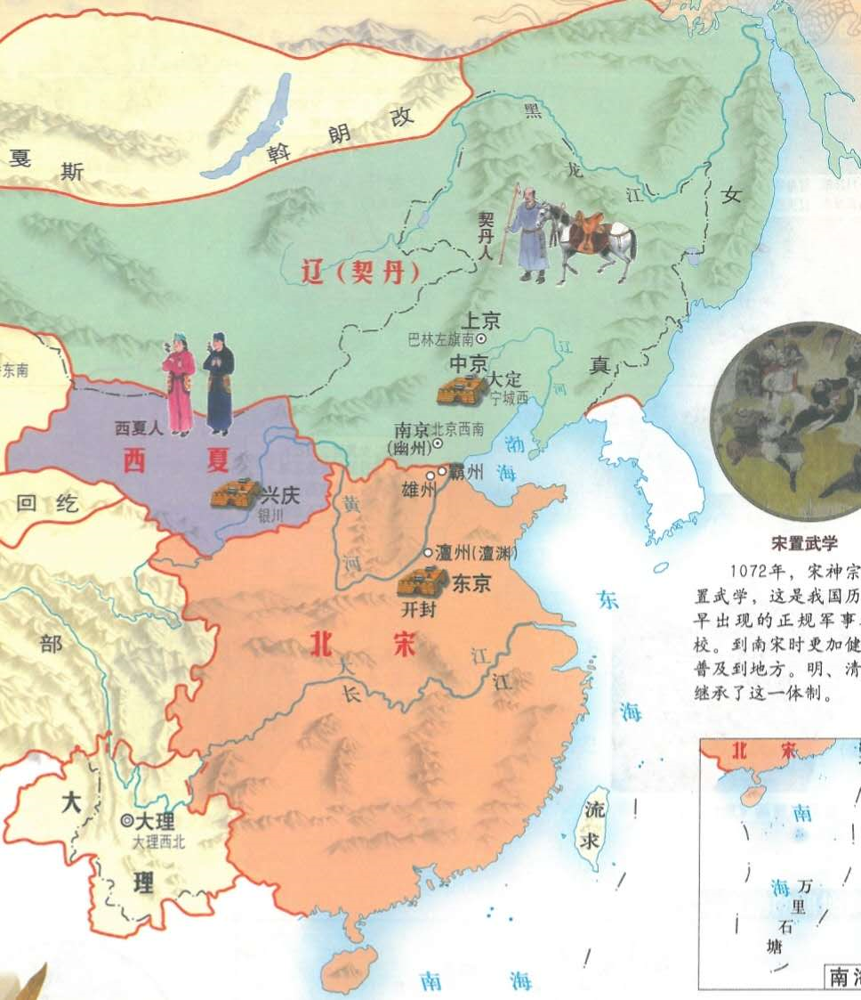 改
朗
斡
戛
斯
黑
龙
江
女
契丹人
辽(契丹)
上京
巴林左旗南
中京
大定
宁城西
辽
河
真
东南
西夏人
南京
北京西南
(幽州)
渤
海
西 夏
霸州
雄州
兴庆
银川
回 纥
黄
河
澶州(澶渊)
东京
开封
宋置武学
1072年，宋神宗
置武学，这是我国历
早出现的正规军事
校。到南宋时更加健
普及到地方。明、清
继承了这一体制。
东
海
部
北 宋
大
江
长
江
北 宋
大
大理
大理西北
理
流
求
南
海
万
里
石
塘
南 海
南